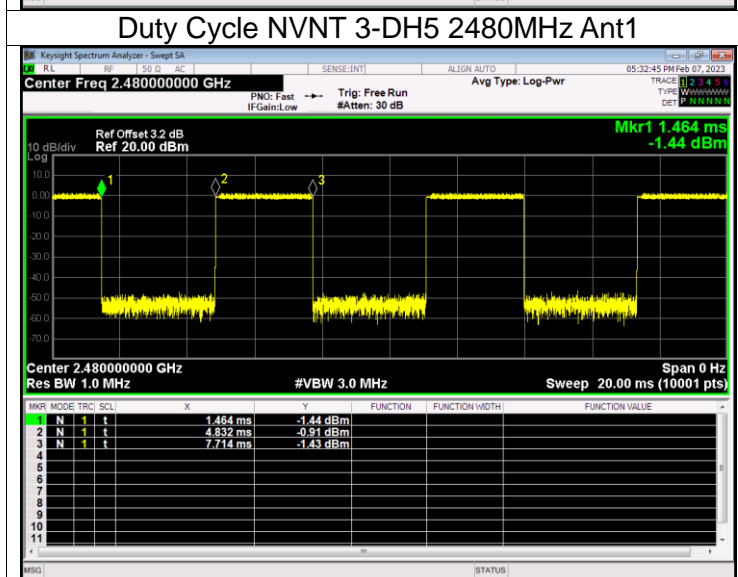 Duty Cycle NVNT 3-DH5 2480MHz Ant1
Keysight Spectrum Analyzer - Swept SA
RL RF 50 Ω AC SENSE:INT ALIGN AUTO 05:32:45 PM Feb 07, 2023
Center Freq 2.480000000 GHz Avg Type: Log-Pwr TRACE 1 2 3 4 5 6
PNO: Fast Trig: Free Run TYPE WWWWWW
IFGain:Low #Atten: 30 dB DET P N N N N N
Mkr1 1.464 ms
Ref Offset 3.2 dB
10 dB/div Ref 20.00 dBm -1.44 dBm
Log
10.0
0.00
-10.0
-20.0
-30.0
-40.0
-50.0
-60.0
-70.0
1
2
3
Center 2.480000000 GHz Span 0 Hz
Res BW 1.0 MHz #VBW 3.0 MHz Sweep 20.00 ms (10001 pts)
MKR MODE TRC SCL X Y FUNCTION FUNCTION WIDTH FUNCTION VALUE
1 N 1 t 1.464 ms -1.44 dBm
2 N 1 t 4.832 ms -0.91 dBm
3 N 1 t 7.714 ms -1.43 dBm
4
5
6
7
8
9
10
11
MSG STATUS